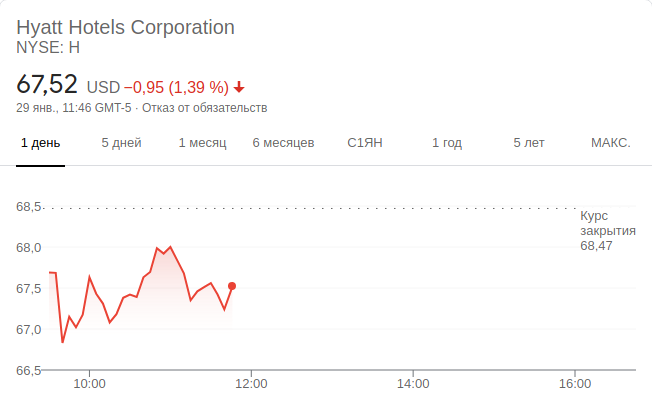 Hyatt Hotels Corporation
NYSE: H
67,52 USD −0,95 (1,39 %) ↓
29 янв., 11:46 GMT-5 · Отказ от обязательств
1 день 5 дней 1 месяц 6 месяцев С1ЯН 1 год 5 лет МАКС.
68,5
68,0
67,5
67,0
66,5
Курс
закрытия
68,47
10:00 12:00 14:00 16:00